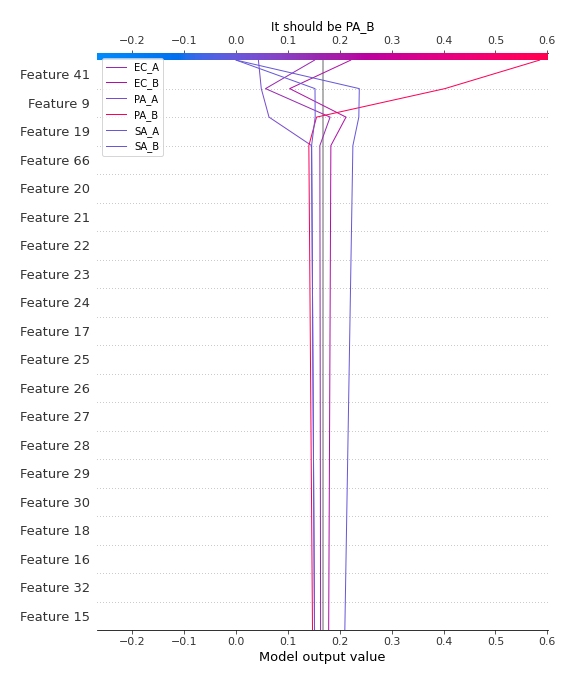 It should be PA_B
−0.2 −0.1 0.0 0.1 0.2 0.3 0.4 0.5 0.6
EC_A
EC_B
PA_A
PA_B
SA_A
SA_B
Feature 41
Feature 9
Feature 19
Feature 66
Feature 20
Feature 21
Feature 22
Feature 23
Feature 24
Feature 17
Feature 25
Feature 26
Feature 27
Feature 28
Feature 29
Feature 30
Feature 18
Feature 16
Feature 32
Feature 15
−0.2 −0.1 0.0 0.1 0.2 0.3 0.4 0.5 0.6
Model output value